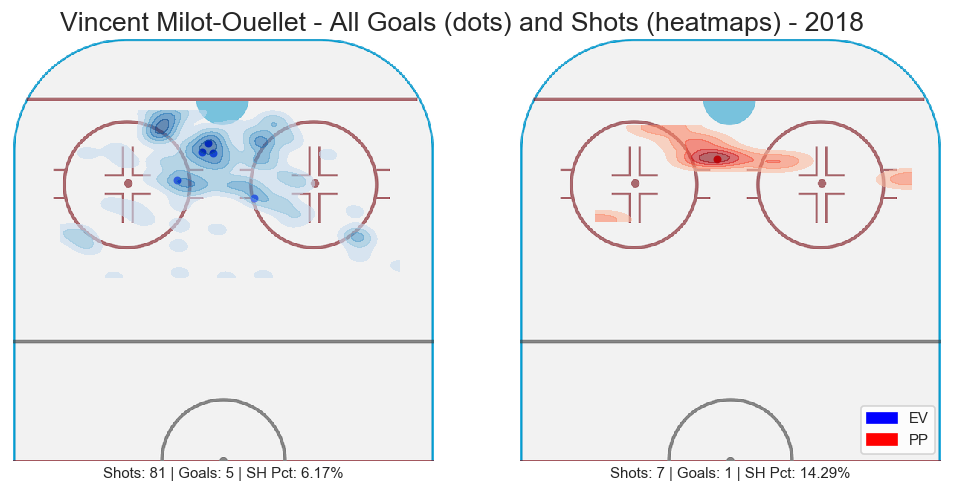 Vincent Milot-Ouellet - All Goals (dots) and Shots (heatmaps) - 2018
EV
PP
Shots: 81 | Goals: 5 | SH Pct: 6.17%
Shots: 7 | Goals: 1 | SH Pct: 14.29%